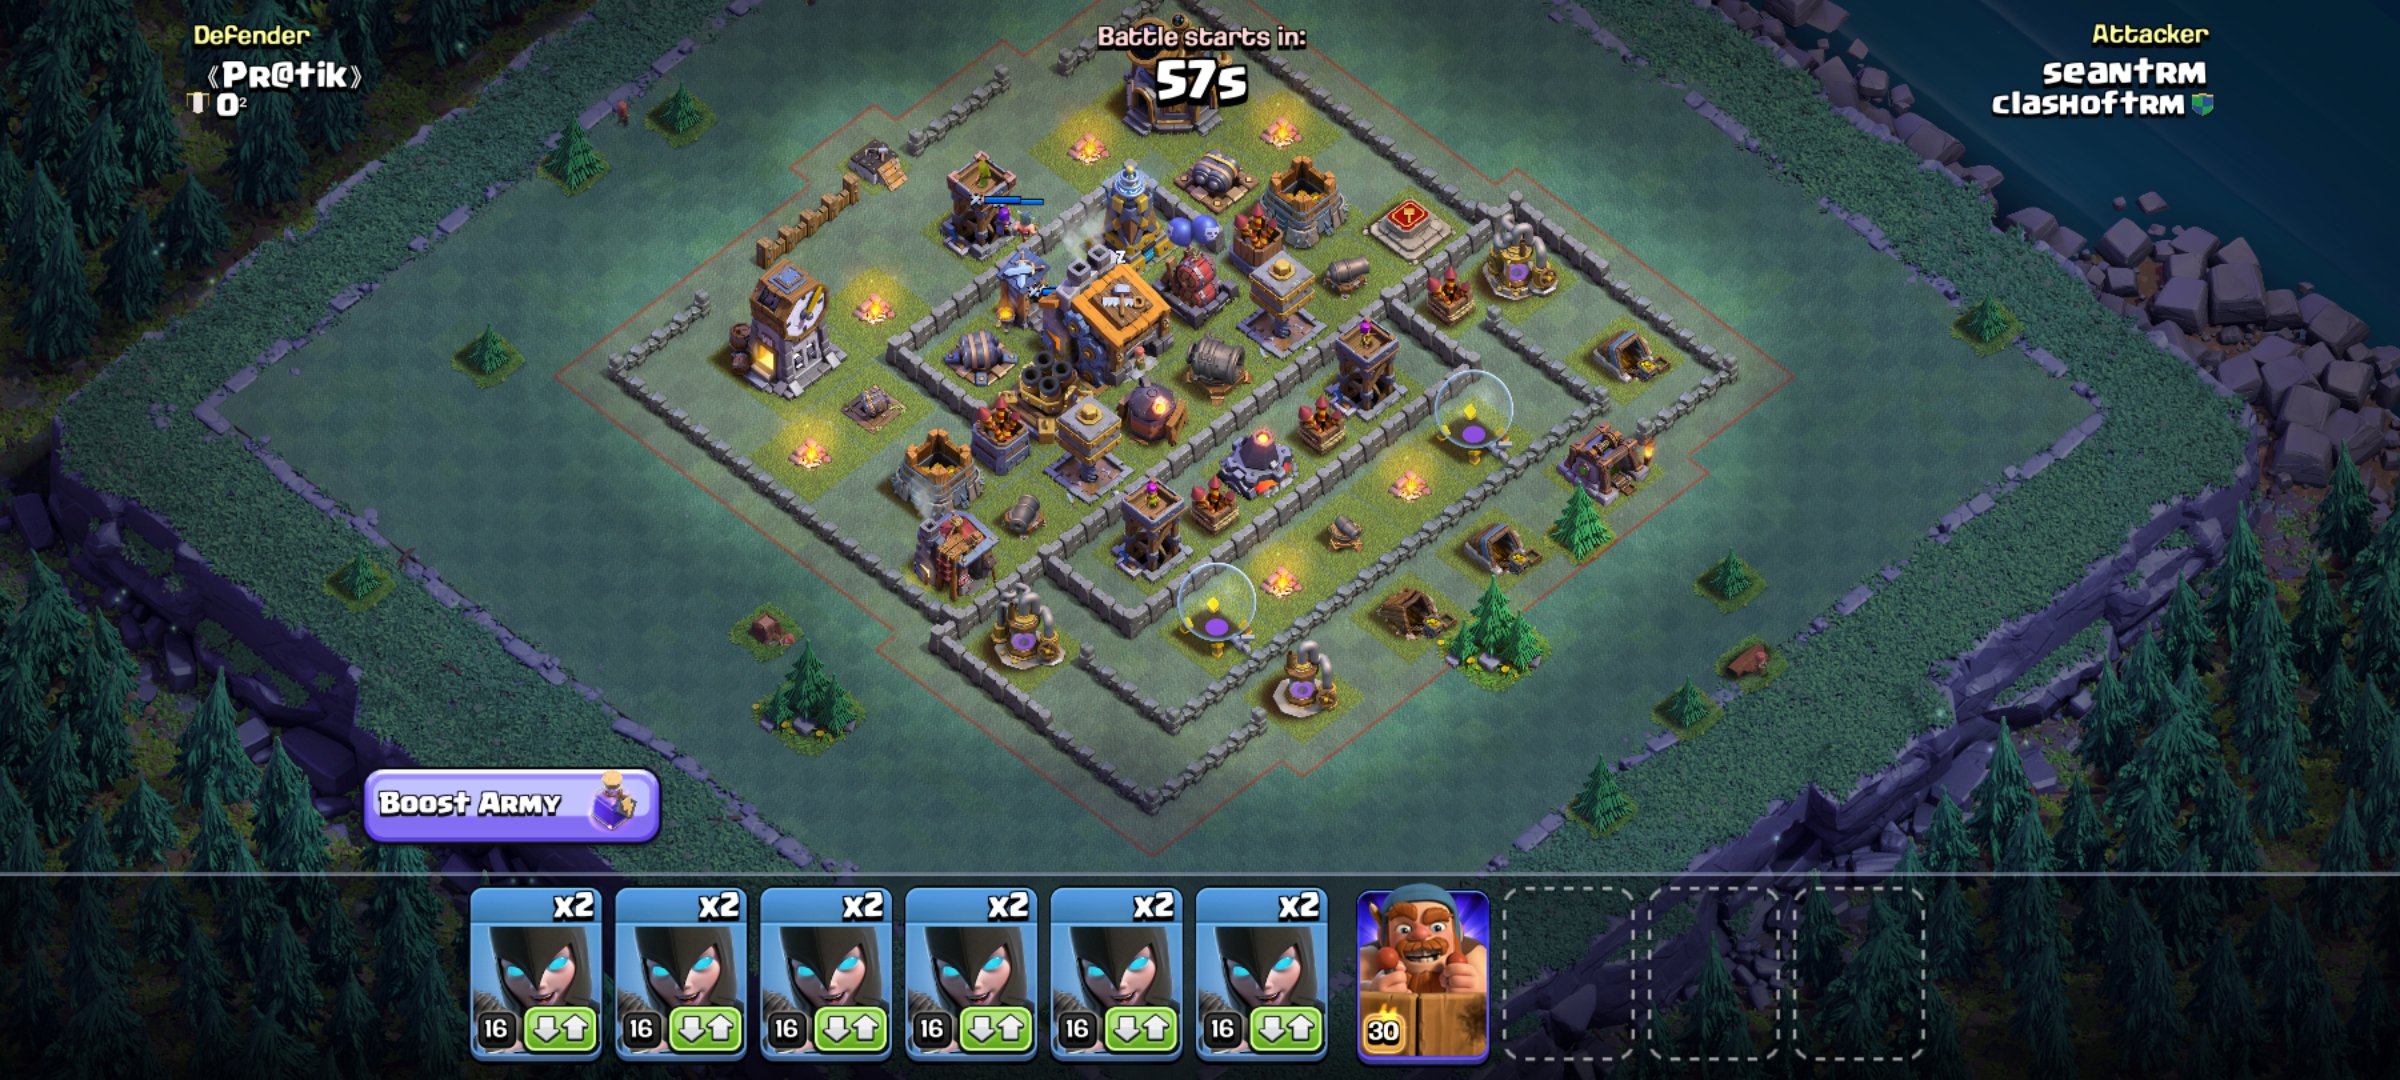 Defender
《Pr@tik》
0²
Battle starts in:
57s
Attacker
seantrm
clashoftrm
z
Boost Army
x2 x2 x2 x2 x2 x2
16 16 16 16 16 16 30